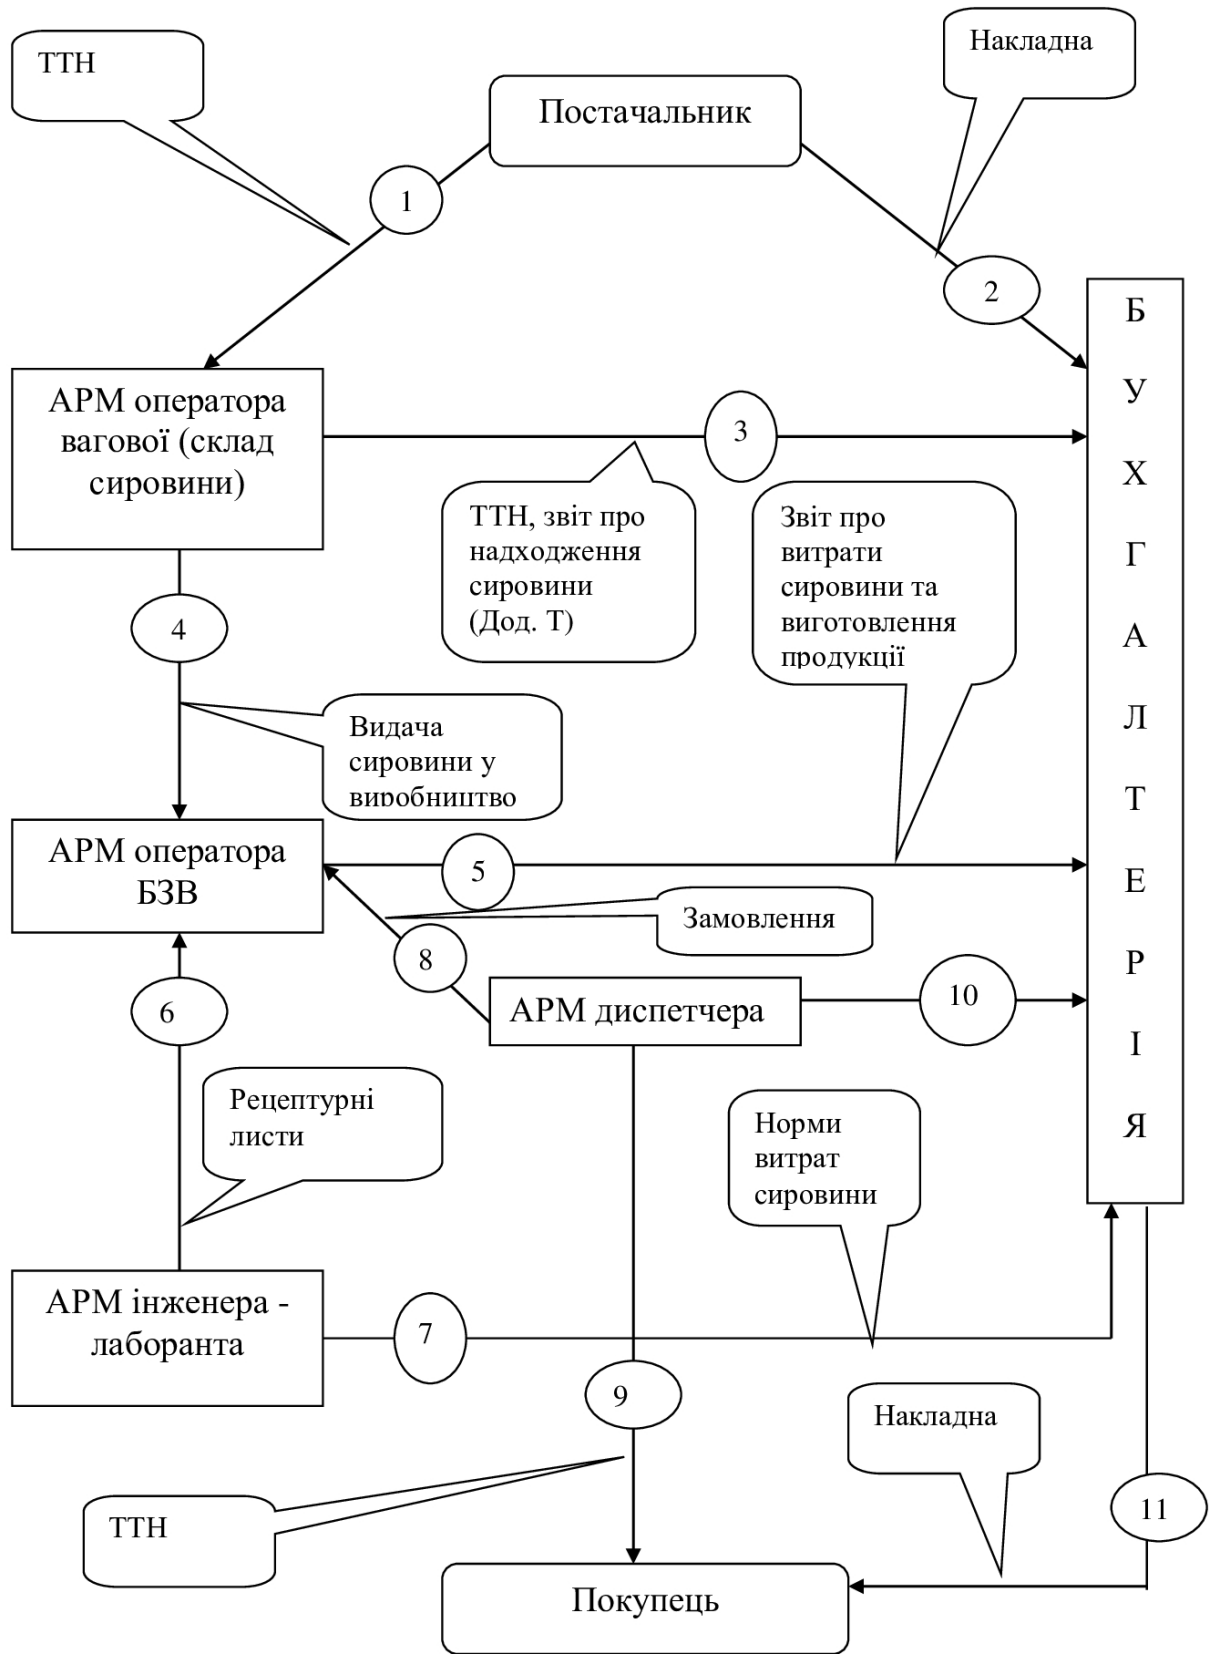 ТТН
Накладна
Постачальник
1
2
БУХГАЛТЕРІЯ
АРМ оператора
вагової (склад
сировини)
3
ТТН, звіт про
надходження
сировини
(Дод. Т)
Звіт про
витрати
сировини та
виготовлення
продукції
4
Видача
сировини у
виробництво
АРМ оператора
БЗВ
5
Замовлення
8
6
АРМ диспетчера
10
Рецептурні
листи
Норми
витрат
сировини
АРМ інженера -
лаборанта
7
9
Накладна
11
ТТН
Покупець